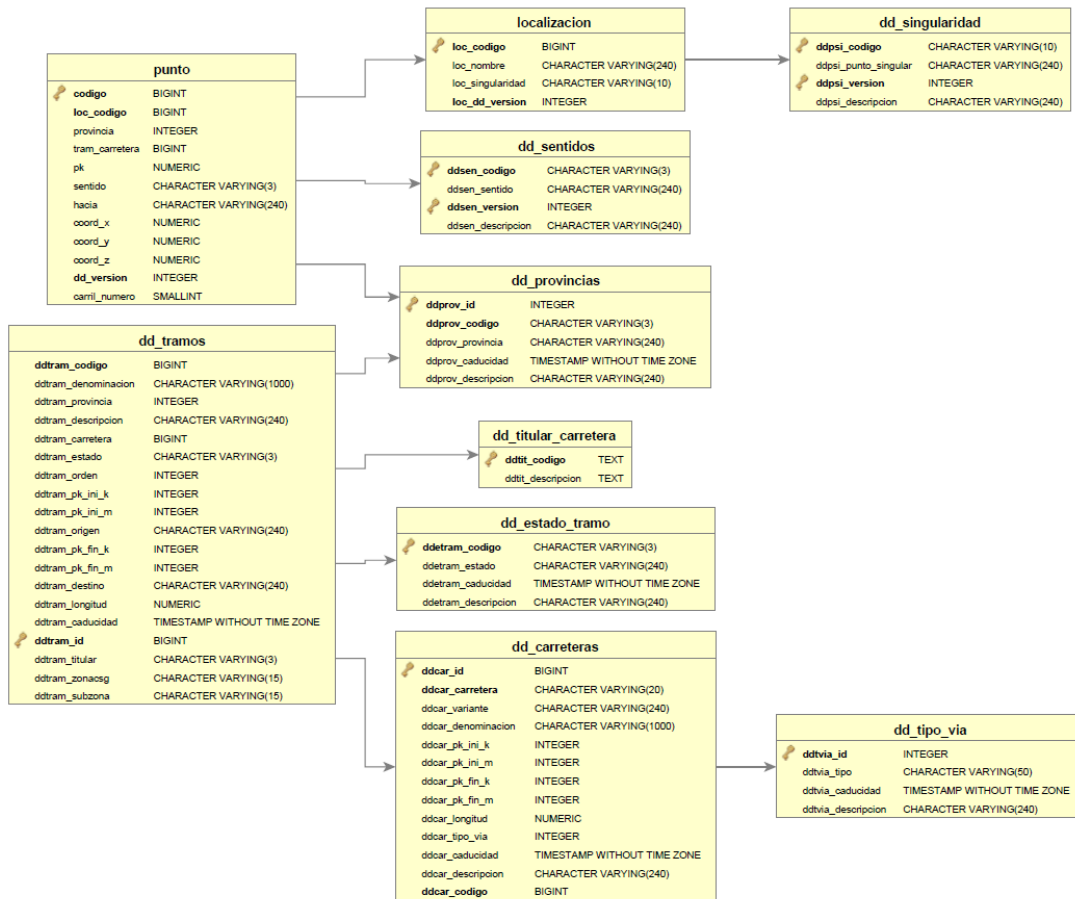 punto
codigo BIGINT
loc_codigo BIGINT
provincia INTEGER
tram_carretera BIGINT
pk NUMERIC
sentido CHARACTER VARYING(3)
hacia CHARACTER VARYING(240)
coord_x NUMERIC
coord_y NUMERIC
coord_z NUMERIC
dd_version INTEGER
carril_numero SMALLINT
localizacion
loc_codigo BIGINT
loc_nombre CHARACTER VARYING(240)
loc_singularidad CHARACTER VARYING(10)
loc_dd_version INTEGER
dd_singularidad
ddpsi_codigo CHARACTER VARYING(10)
ddpsi_punto_singular CHARACTER VARYING(240)
ddpsi_version INTEGER
ddpsi_descripcion CHARACTER VARYING(240)
dd_sentidos
ddsen_codigo CHARACTER VARYING(3)
ddsen_sentido CHARACTER VARYING(240)
ddsen_version INTEGER
ddsen_descripcion CHARACTER VARYING(240)
dd_provincias
ddprov_id INTEGER
ddprov_codigo CHARACTER VARYING(3)
ddprov_provincia CHARACTER VARYING(240)
ddprov_caducidad TIMESTAMP WITHOUT TIME ZONE
ddprov_descripcion CHARACTER VARYING(240)
dd_tramos
ddtram_codigo BIGINT
ddtram_denominacion CHARACTER VARYING(1000)
ddtram_provincia INTEGER
ddtram_descripcion CHARACTER VARYING(240)
ddtram_carretera BIGINT
ddtram_estado CHARACTER VARYING(3)
ddtram_orden INTEGER
ddtram_pk_ini_k INTEGER
ddtram_pk_ini_m INTEGER
ddtram_origen CHARACTER VARYING(240)
ddtram_pk_fin_k INTEGER
ddtram_pk_fin_m INTEGER
ddtram_destino CHARACTER VARYING(240)
ddtram_longitud NUMERIC
ddtram_caducidad TIMESTAMP WITHOUT TIME ZONE
ddtram_id BIGINT
ddtram_titular CHARACTER VARYING(3)
ddtram_zonacsg CHARACTER VARYING(15)
ddtram_subzona CHARACTER VARYING(15)
dd_titular_carretera
ddtit_codigo TEXT
ddtit_descripcion TEXT
dd_estado_tramo
ddetram_codigo CHARACTER VARYING(3)
ddetram_estado CHARACTER VARYING(240)
ddetram_caducidad TIMESTAMP WITHOUT TIME ZONE
ddetram_descripcion CHARACTER VARYING(240)
dd_carreteras
ddcar_id BIGINT
ddcar_carretera CHARACTER VARYING(20)
ddcar_variante CHARACTER VARYING(240)
ddcar_denominacion CHARACTER VARYING(1000)
ddcar_pk_ini_k INTEGER
ddcar_pk_ini_m INTEGER
ddcar_pk_fin_k INTEGER
ddcar_pk_fin_m INTEGER
ddcar_longitud NUMERIC
ddcar_tipo_via INTEGER
ddcar_caducidad TIMESTAMP WITHOUT TIME ZONE
ddcar_descripcion CHARACTER VARYING(240)
ddcar_codigo BIGINT
dd_tipo_via
ddtvia_id INTEGER
ddtvia_tipo CHARACTER VARYING(50)
ddtvia_caducidad TIMESTAMP WITHOUT TIME ZONE
ddtvia_descripcion CHARACTER VARYING(240)